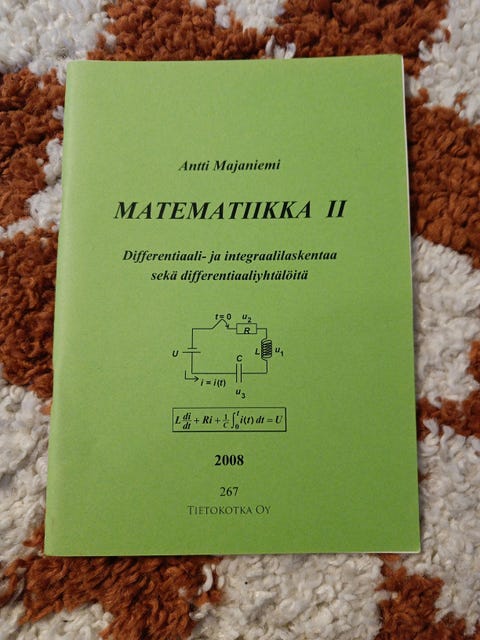 Antti Majaniemi
MATEMATIIKKA II
Differentiaali- ja integraalilaskentaa
sekä differentiaaliyhtälöitä
t=0 u₂
R
U L u₁
C
i = i(t)
u₃
L di/dt + Ri + 1/C ∫₀ᵗ i(t) dt = U
2008
267
TIETOKOTKA OY